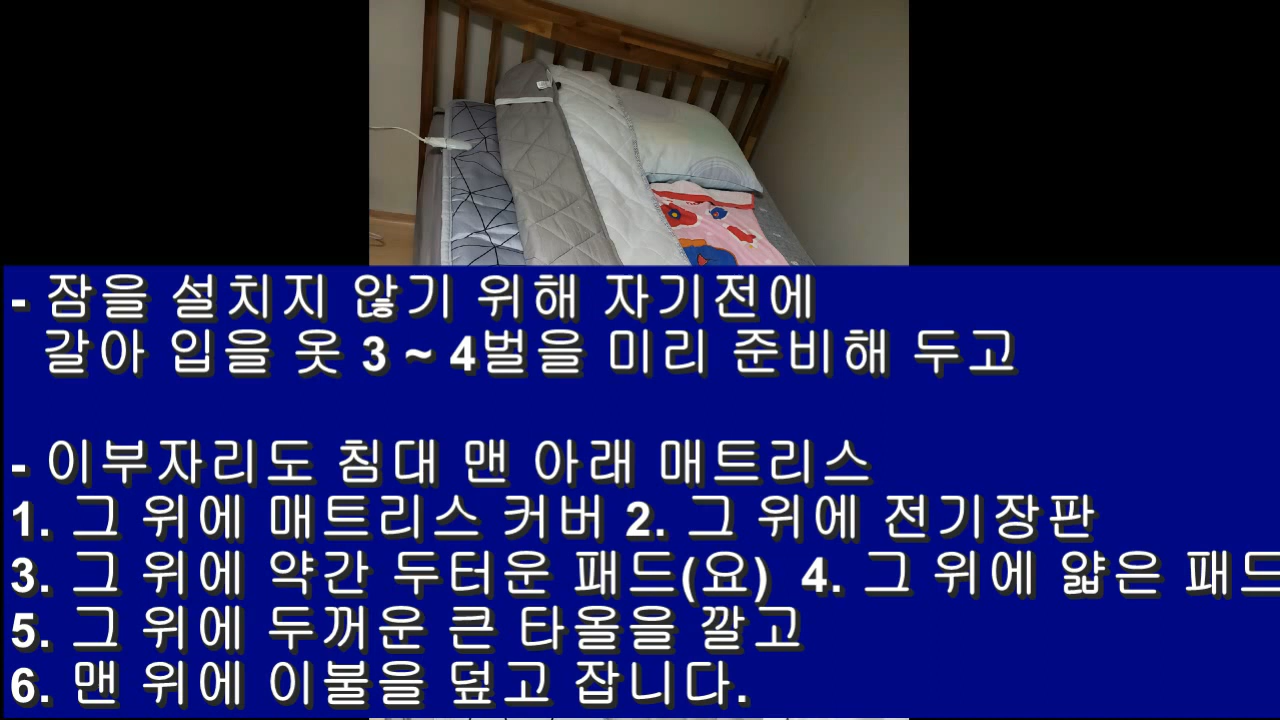 - 잠을 설치지 않기 위해 자기전에
갈아 입을 옷 3 ~ 4벌을 미리 준비해 두고
- 이부자리도 침대 맨 아래 매트리스
1. 그 위에 매트리스 커버 2. 그 위에 전기장판
3. 그 위에 약간 두터운 패드(요) 4. 그 위에 얇은 패드
5. 그 위에 두꺼운 큰 타올을 깔고
6. 맨 위에 이불을 덮고 잡니다.